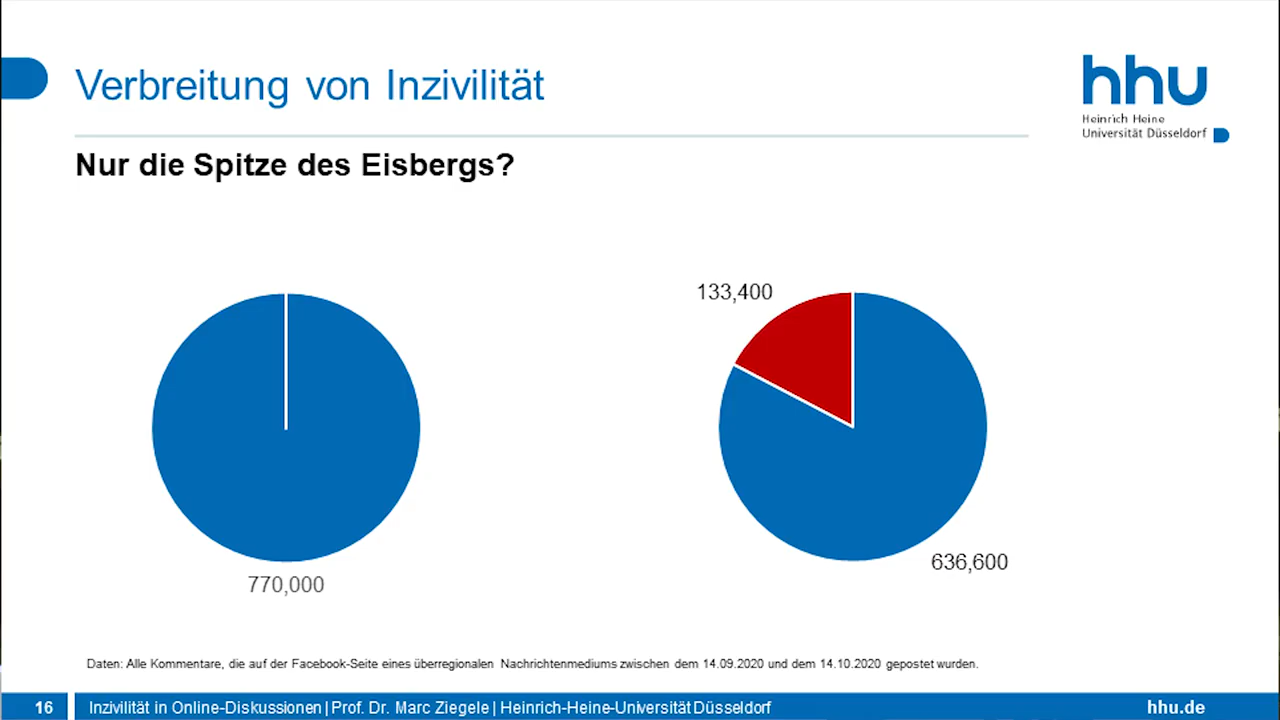 Verbreitung von Inzivilität
hhu
Heinrich Heine
Universität Düsseldorf
Nur die Spitze des Eisbergs?
133,400
636,600
770,000
Daten: Alle Kommentare, die auf der Facebook-Seite eines überregionalen Nachrichtenmediums zwischen dem 14.09.2020 und dem 14.10.2020 gepostet wurden.
16 Inzivilität in Online-Diskussionen | Prof. Dr. Marc Ziegele | Heinrich-Heine-Universität Düsseldorf hhu.de